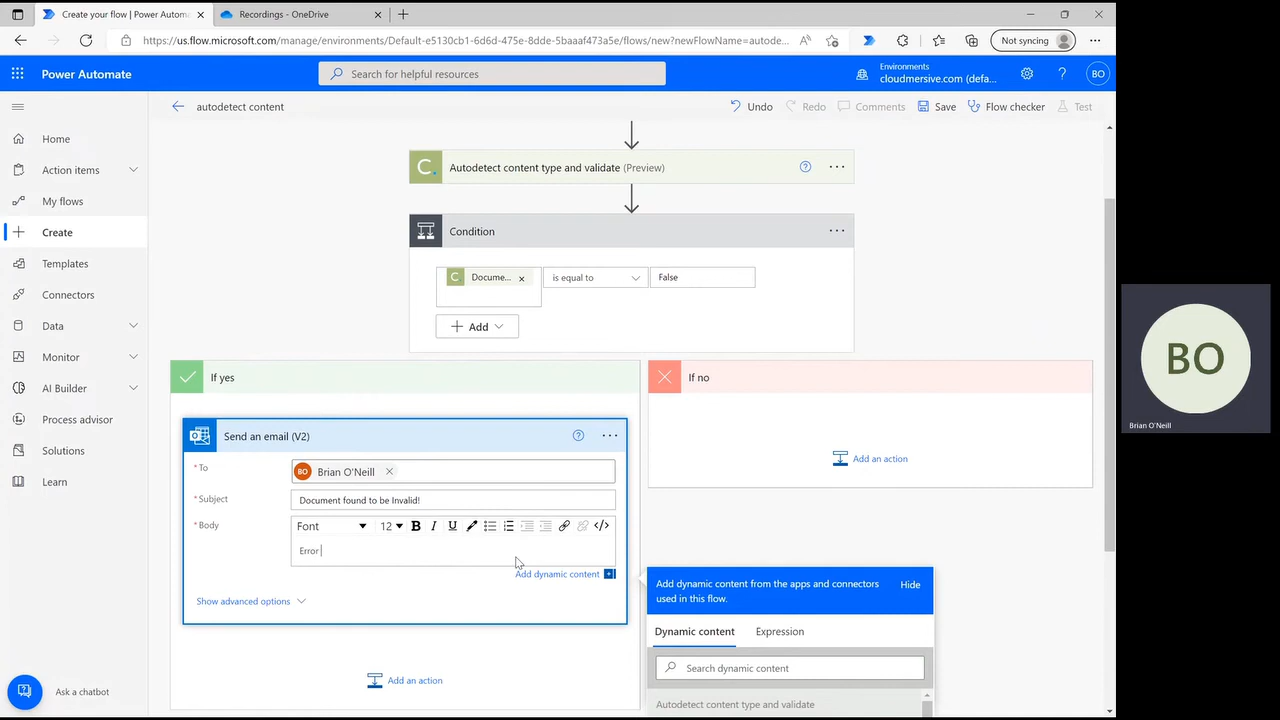 Create your flow | Power Automat
Recordings - OneDrive
https://us.flow.microsoft.com/manage/environments/Default-e5130cb1-6d6d-475e-8dde-5baaaf473a5e/flows/new?newFlowName=autode...
Not syncing
Power Automate
Search for helpful resources
Environments
cloudmersive.com (defa...
BO
autodetect content
Undo
Redo
Comments
Save
Flow checker
Test
Home
Action items
My flows
Create
Templates
Connectors
Data
Monitor
AI Builder
Process advisor
Solutions
Learn
Ask a chatbot
C
Autodetect content type and validate (Preview)
Condition
C Docume...
is equal to
False
Add
If yes
If no
Send an email (V2)
* To
BO Brian O'Neill
* Subject
Document found to be Invalid!
* Body
Font
12
B I U
Error
Add dynamic content
Show advanced options
Add an action
Add an action
Add dynamic content from the apps and connectors
used in this flow.
Hide
Dynamic content
Expression
Search dynamic content
Autodetect content type and validate
BO
Brian O'Neill